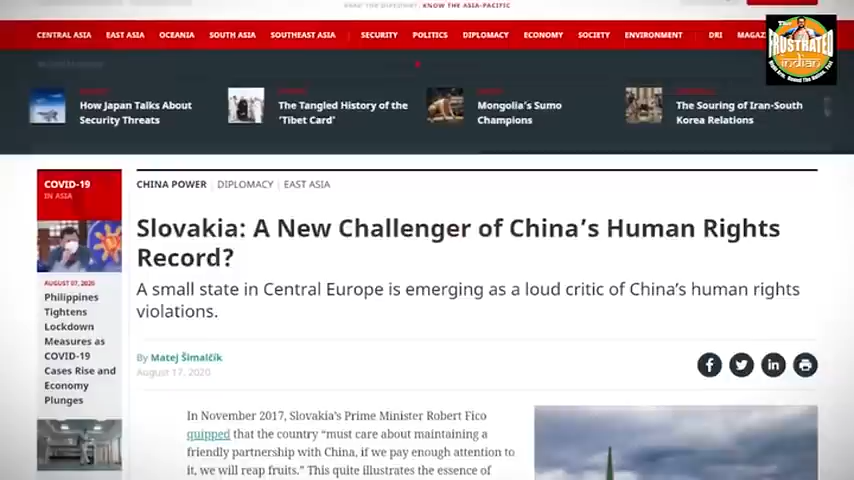 READ THE DIPLOMAT, KNOW THE ASIA-PACIFIC
CENTRAL ASIA EAST ASIA OCEANIA SOUTH ASIA SOUTHEAST ASIA SECURITY POLITICS DIPLOMACY ECONOMY SOCIETY ENVIRONMENT DRI MAGAZ
The
FRUSTRATED
indian
How Japan Talks About
Security Threats
The Tangled History of the
'Tibet Card'
Mongolia's Sumo
Champions
The Souring of Iran-South
Korea Relations
COVID-19
IN ASIA
AUGUST 07, 2020
Philippines
Tightens
Lockdown
Measures as
COVID-19
Cases Rise and
Economy
Plunges
CHINA POWER | DIPLOMACY | EAST ASIA
Slovakia: A New Challenger of China's Human Rights
Record?
A small state in Central Europe is emerging as a loud critic of China's human rights
violations.
By Matej Šimalčík
August 17, 2020
In November 2017, Slovakia's Prime Minister Robert Fico
quipped that the country "must care about maintaining a
friendly partnership with China, if we pay enough attention to
it, we will reap fruits." This quite illustrates the essence of